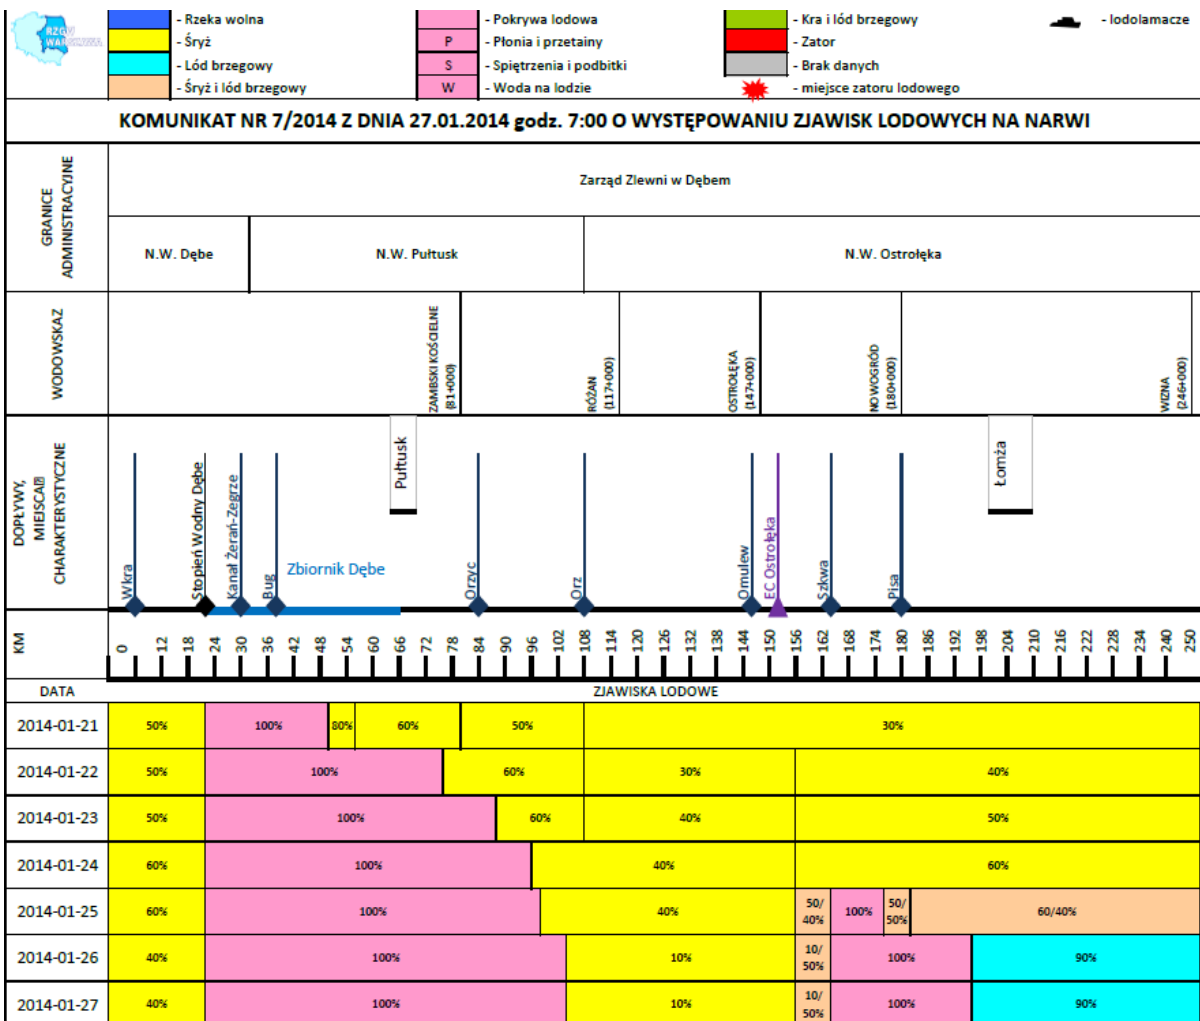 RZGW
WARSZAWA
- Rzeka wolna
- Śryż
- Lód brzegowy
- Śryż i lód brzegowy
- Pokrywa lodowa
P - Płonia i przetainy
S - Spiętrzenia i podbitki
W - Woda na lodzie
- Kra i lód brzegowy
- Zator
- Brak danych
- miejsce zatoru lodowego
- lodolamacze
KOMUNIKAT NR 7/2014 Z DNIA 27.01.2014 godz. 7:00 O WYSTĘPOWANIU ZJAWISK LODOWYCH NA NARWI
GRANICE
ADMINISTRACYJNE
Zarząd Zlewni w Dębem
N.W. Dębe N.W. Pułtusk N.W. Ostrołęka
WODOWSKAZ
ZAMBSKI KOŚCIELNE
(81+000)
RÓŻAN
(117+000)
OSTROŁĘKA
(147+000)
NOWOGRÓD
(180+000)
WIZNA
(246+000)
DOPŁYWY,
MIEJSCA
CHARAKTERYSTYCZNE
Wkra
Stopień Wodny Dębe
Kanał Żerań-Zegrze
Bug
Zbiornik Dębe
Pułtusk
Orzyc
Orz
Omulew
EC Ostrołęka
Szkwa
Pisa
Łomża
KM 0 12 18 24 30 36 42 48 54 60 66 72 78 84 90 96 102 108 114 120 126 132 138 144 150 156 162 168 174 180 186 192 198 204 210 216 222 228 234 240 250
DATA ZJAWISKA LODOWE
2014-01-21 50% 100% 80% 60% 50% 30%
2014-01-22 50% 100% 60% 30% 40%
2014-01-23 50% 100% 60% 40% 50%
2014-01-24 60% 100% 40% 60%
2014-01-25 60% 100% 40% 50/40% 100% 50/50% 60/40%
2014-01-26 40% 100% 10% 10/50% 100% 90%
2014-01-27 40% 100% 10% 10/50% 100% 90%